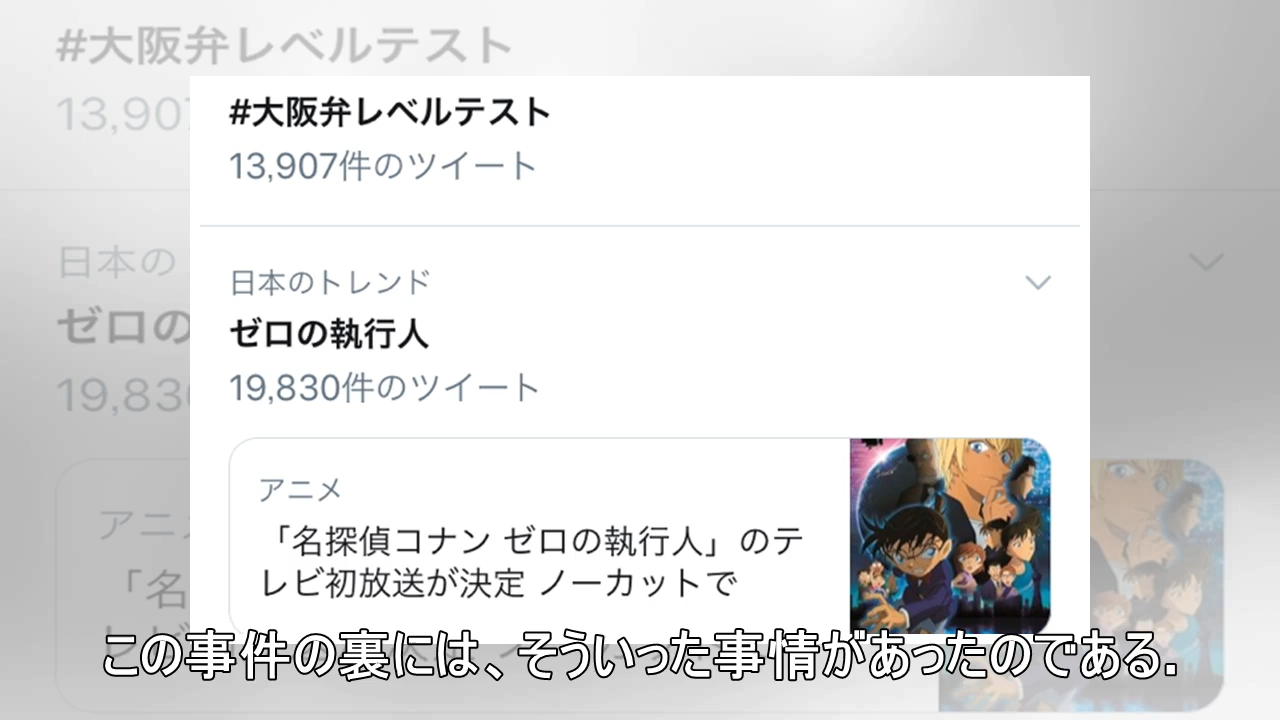 #大阪弁レベルテスト
13,907件のツイート
日本のトレンド
ゼロの執行人
19,830件のツイート
アニメ
「名探偵コナン ゼロの執行人」のテ
レビ初放送が決定 ノーカットで
この事件の裏には、そういった事情があったのである.